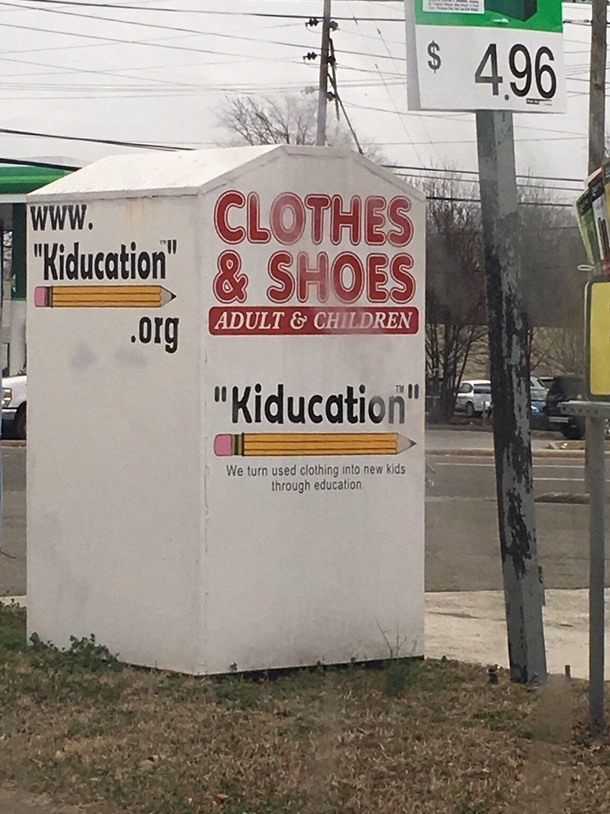 www.
"Kiducation"™
.org
CLOTHES
& SHOES
ADULT & CHILDREN
"Kiducation"™
We turn used clothing into new kids
through education.
$ 4.96